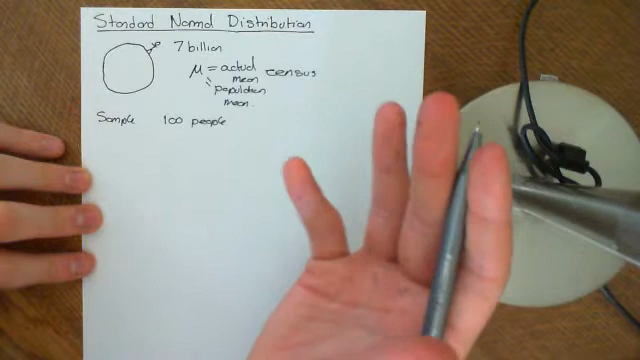 Standard Normal Distribution
7 billion
μ = actual census
mean
= population
mean.
Sample 100 people